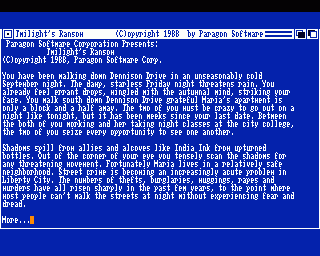 Twilight's Ransom (C)Copyright 1988 by Paragon Software
Paragon Software Corporation Presents:
Twilight's Ransom
(C)Copyright 1988, Paragon Software Corp.
You have been walking down Dennison Drive in an unseasonably cold
September night. The damp, starless Friday night threatens rain. You
already feel errant drops, mingled with the autumnal wind, striking your
face. You walk south down Dennison Drive grateful Maria's apartment is
only a block and a half away. The two of you must be crazy to go out on a
night like tonight, but it has been weeks since your last date. Between
the both of you working and her taking night classes at the city college,
the two of you seize every opportunity to see one another.
Shadows spill from allies and alcoves like India Ink from upturned
bottles. Out of the corner of your eye you tensely scan the shadows for
any threatening movement. Fortunately Maria lives in a relatively safe
neighborhood. Street crime is becoming an increasingly acute problem in
Liberty City. The numbers of thefts, burglaries, muggings, rapes and
murders have all risen sharply in the past few years, to the point where
most people can't walk the streets at night without experiencing fear and
dread.
More...